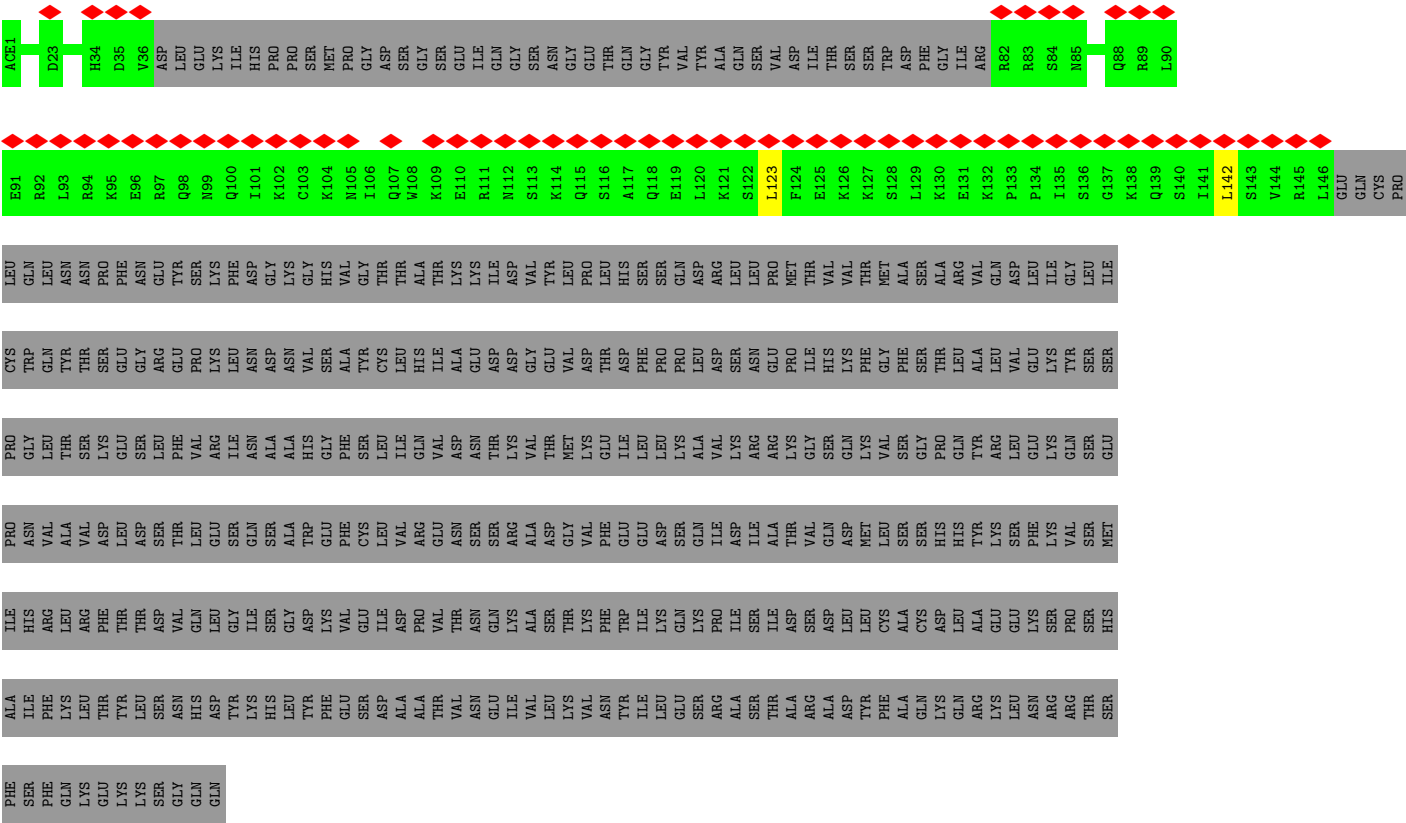 ACE1 D23 H34 D35 V36 ASP LEU GLU LYS ILE HIS PRO PRO SER MET PRO GLY ASP SER GLY SER GLU ILE GLN GLY SER ASN GLY GLU THR GLN GLY TYR VAL TYR ALA GLN SER VAL ASP ILE THR SER SER TRP ASP PHE GLY ILE ARG R82 R83 S84 N85 Q88 R89 L90
E91 R92 L93 R94 K95 E96 R97 Q98 N99 Q100 I101 K102 C103 K104 N105 I106 Q107 W108 K109 E110 R111 N112 S113 K114 Q115 S116 A117 Q118 E119 L120 K121 S122 L123 F124 E125 K126 K127 S128 L129 K130 E131 K132 P133 P134 I135 S136 G137 K138 Q139 S140 I141 L142 S143 V144 R145 L146 GLU GLN CYS PRO
LEU GLN LEU ASN ASN PRO PHE ASN GLU TYR SER LYS PHE ASP GLY LYS GLY HIS VAL GLY THR THR ALA THR LYS LYS ILE ASP VAL TYR LEU PRO LEU HIS SER SER GLN ASP ARG LEU LEU PRO MET THR VAL VAL THR MET ALA SER ALA ARG VAL GLN ASP LEU ILE GLY LEU ILE
CYS TRP GLN TYR THR SER GLU GLY ARG GLU PRO LYS LEU ASN ASP ASN VAL SER ALA TYR CYS LEU HIS ILE ALA GLU ASP ASP GLY GLU VAL ASP THR ASP PHE PRO PRO LEU ASP SER ASN GLU PRO ILE HIS LYS PHE GLY PHE SER THR LEU ALA LEU VAL GLU LYS TYR SER SER
PRO GLY LEU THR SER LYS GLU SER LEU PHE VAL ARG ILE ASN ALA ALA HIS GLY PHE SER LEU ILE GLN VAL ASP ASN THR LYS VAL THR MET LYS GLU ILE LEU LEU LYS ALA VAL LYS ARG ARG LYS GLY SER GLN LYS VAL SER GLY PRO GLN TYR ARG LEU GLU LYS GLN SER GLU
PRO ASN VAL ALA VAL ASP LEU ASP SER THR LEU GLU SER GLN SER ALA TRP GLU PHE CYS LEU VAL ARG GLU ASN SER SER ARG ALA ASP GLY VAL PHE GLU GLU ASP SER GLN ILE ASP ILE ALA THR VAL GLN ASP MET LEU SER SER HIS HIS TYR LYS SER PHE LYS VAL SER MET
ILE HIS ARG LEU ARG PHE THR THR ASP VAL GLN LEU GLY ILE SER GLY ASP LYS VAL GLU ILE ASP PRO VAL THR ASN GLN LYS ALA SER THR LYS PHE TRP ILE LYS GLN LYS PRO ILE SER ILE ASP SER ASP LEU LEU CYS ALA CYS ASP LEU ALA GLU GLU LYS SER PRO SER HIS
ALA ILE PHE LYS LEU THR TYR LEU SER ASN HIS ASP TYR LYS HIS LEU TYR PHE GLU SER ASP ALA ALA THR VAL ASN GLU ILE VAL LEU LYS VAL ASN TYR ILE LEU GLU SER ARG ALA SER THR ALA ARG ALA ASP TYR PHE ALA GLN LYS GLN ARG LYS LEU ASN ARG ARG THR SER
PHE SER PHE GLN LYS GLU LYS LYS SER GLY GLN GLN